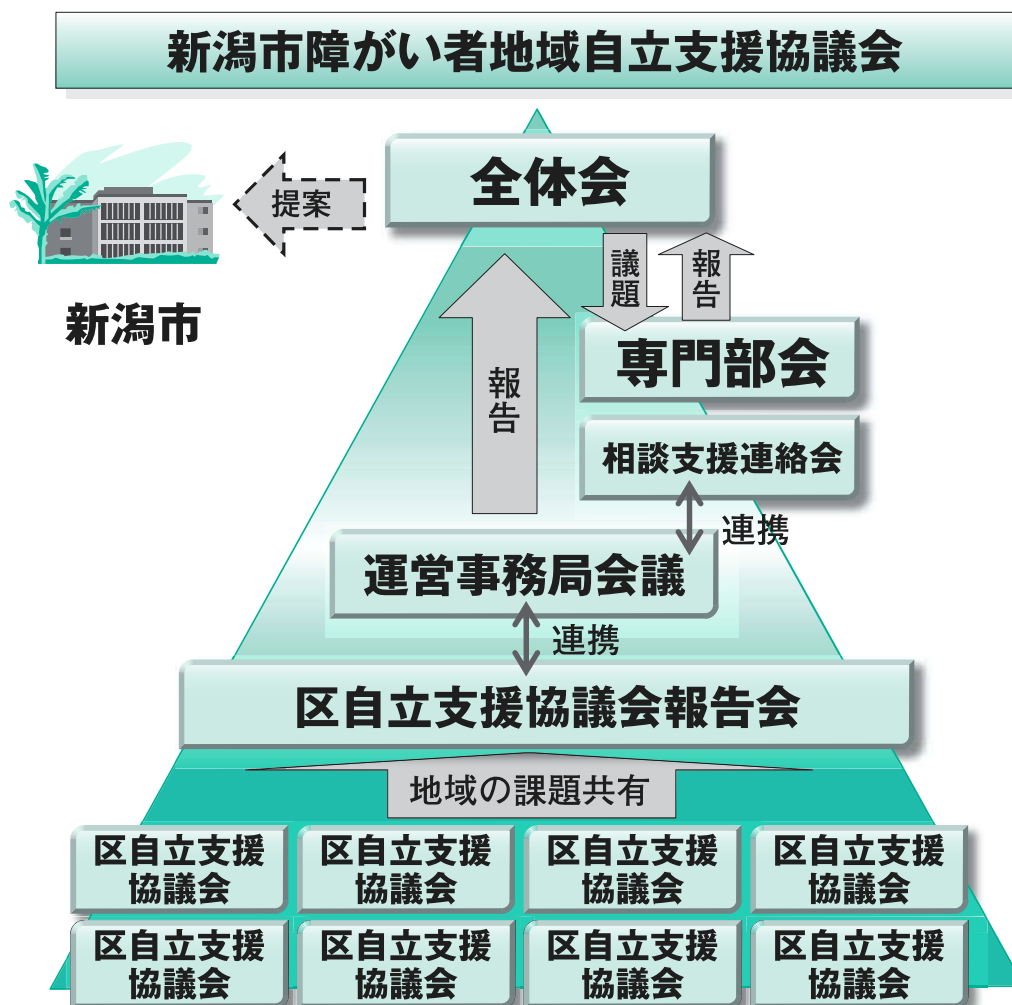 新潟市障がい者地域自立支援協議会
全体会
提案
新潟市
議題
報告
報告
専門部会
相談支援連絡会
連携
運営事務局会議
連携
区自立支援協議会報告会
地域の課題共有
区自立支援
協議会
区自立支援
協議会
区自立支援
協議会
区自立支援
協議会
区自立支援
協議会
区自立支援
協議会
区自立支援
協議会
区自立支援
協議会